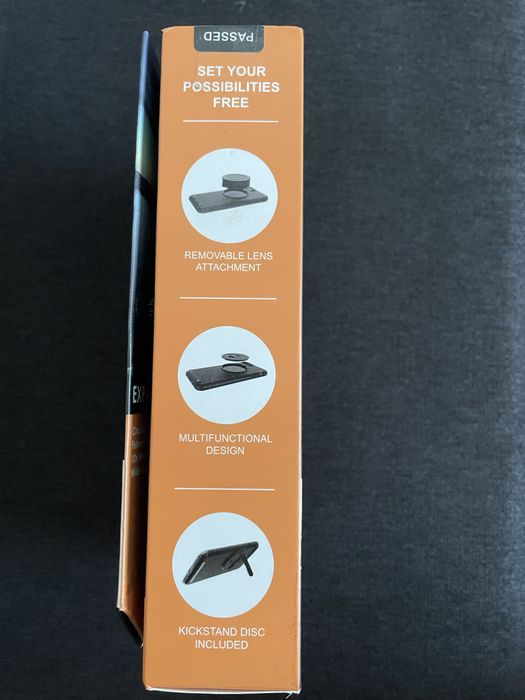 PASSED
SET YOUR
POSSIBILITIES
FREE
REMOVABLE LENS
ATTACHMENT
MULTIFUNCTIONAL
DESIGN
KICKSTAND DISC
INCLUDED